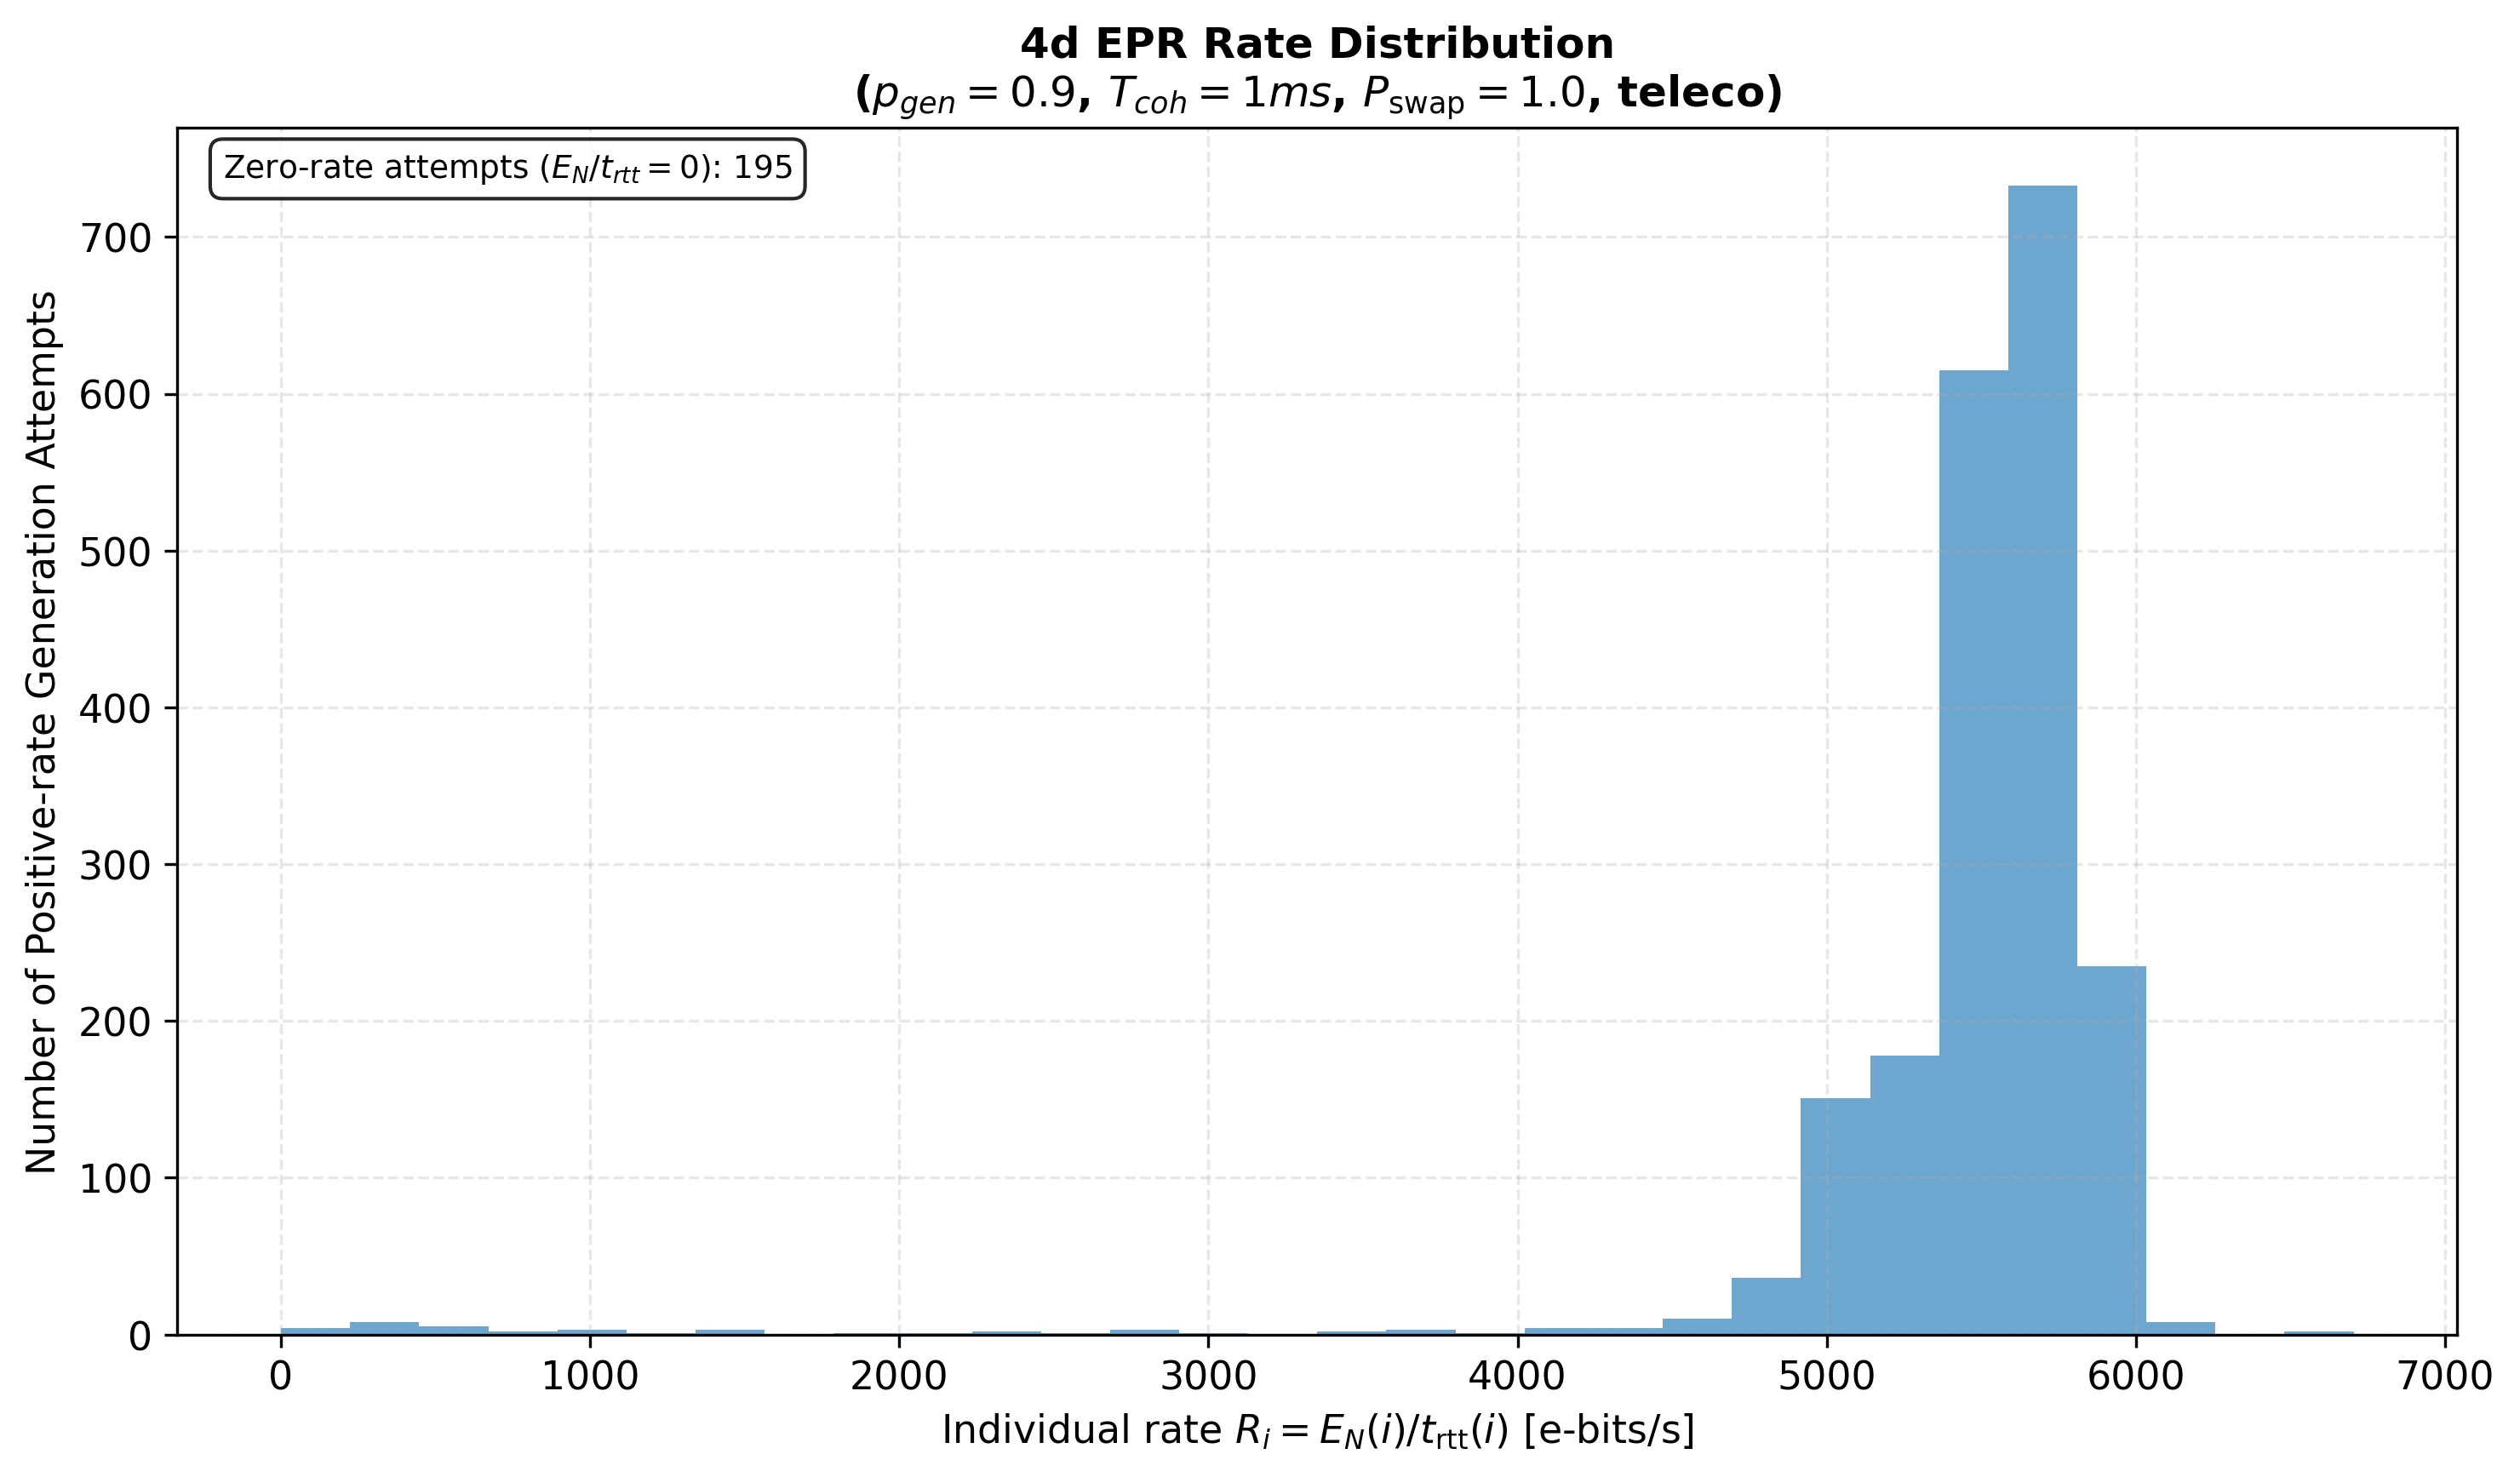 4d EPR Rate Distribution
(p_gen = 0.9, T_coh = 1ms, P_swap = 1.0, teleco)
Zero-rate attempts (E_N/t_rtt = 0): 195
Number of Positive-rate Generation Attempts
700
600
500
400
300
200
100
0
0 1000 2000 3000 4000 5000 6000 7000
Individual rate R_i = E_N(i)/t_rtt(i) [e-bits/s]